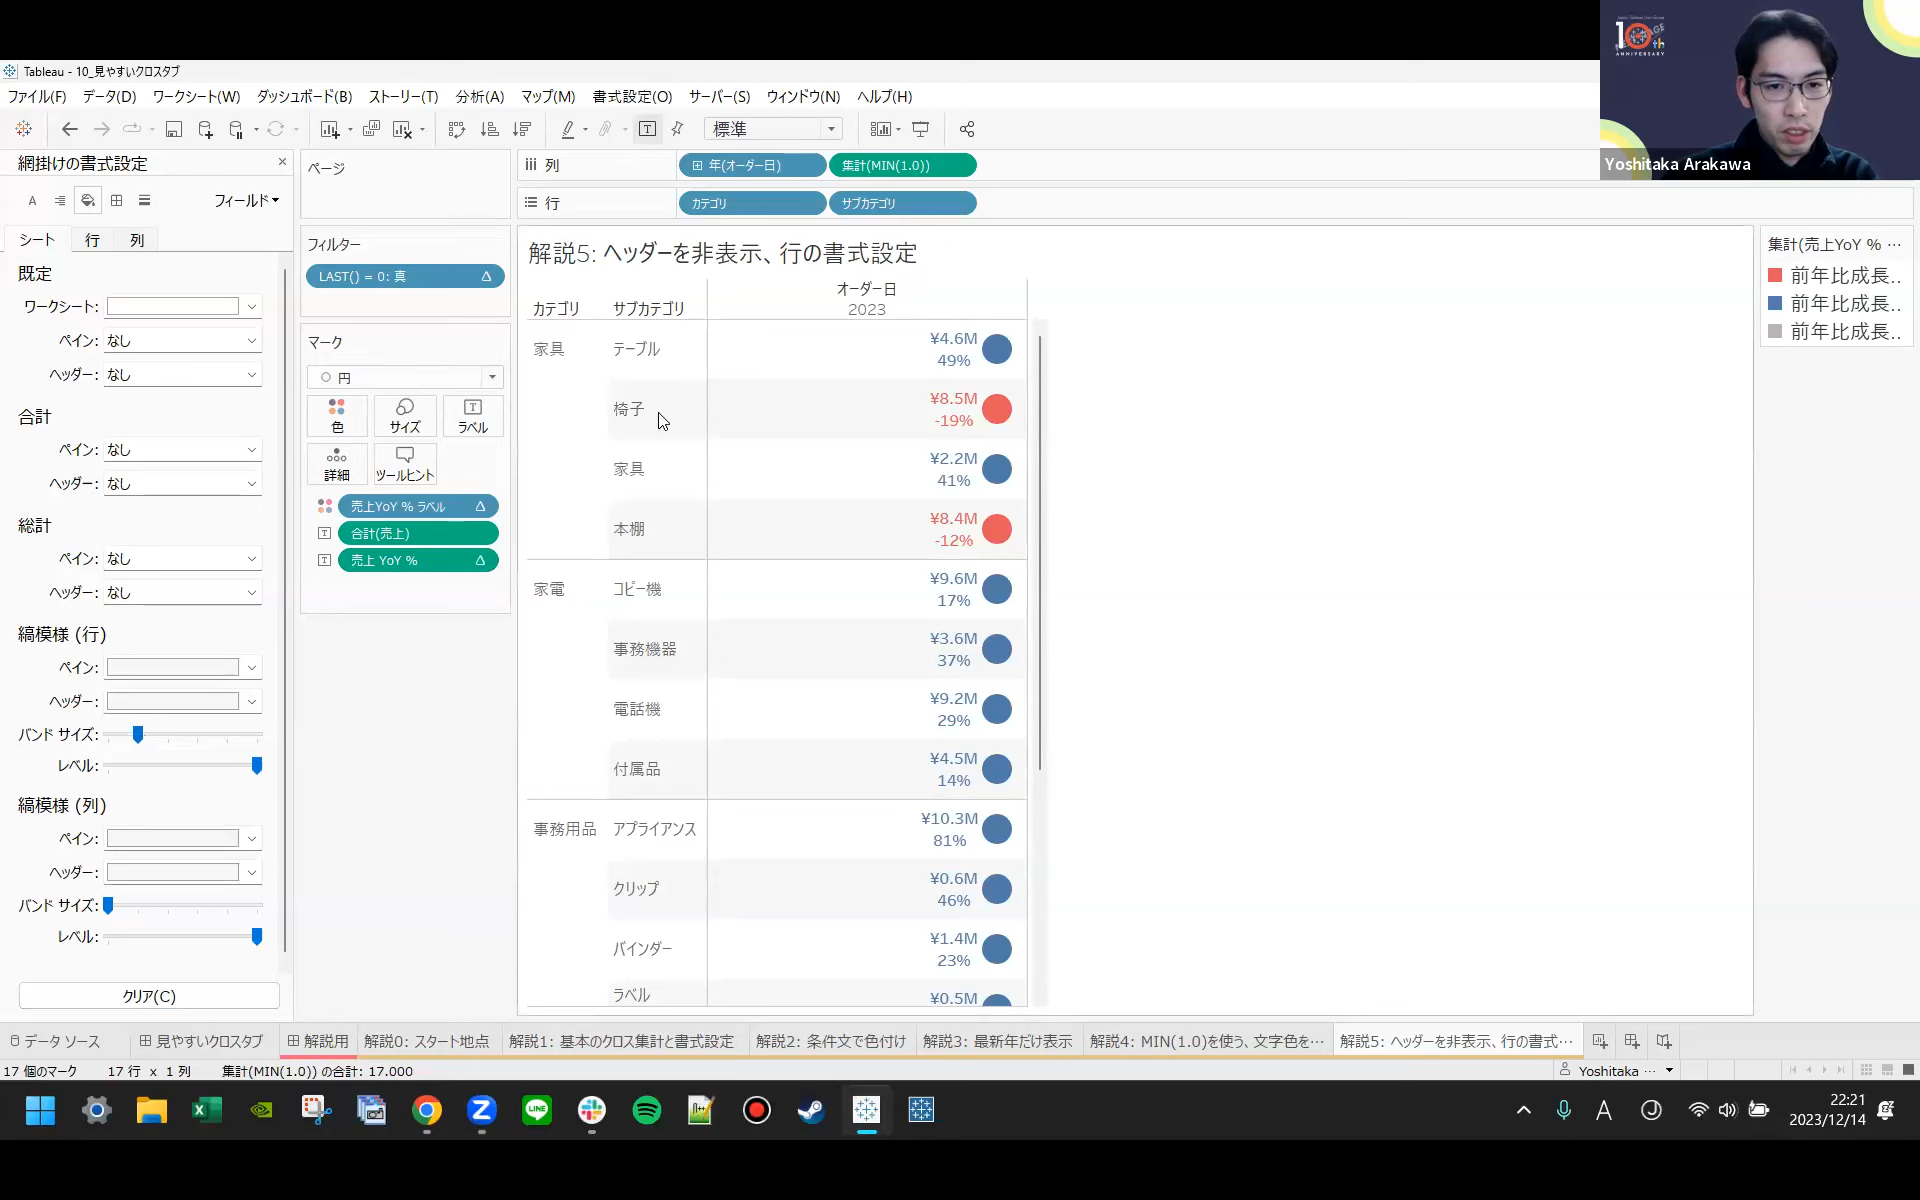 10th
ANNIVERSARY
Yoshitaka Arakawa
Tableau - 10_見やすいクロスタブ
ファイル(F) データ(D) ワークシート(W) ダッシュボード(B) ストーリー(T) 分析(A) マップ(M) 書式設定(O) サーバー(S) ウィンドウ(N) ヘルプ(H)
標準
網掛けの書式設定
フィールド
シート 行 列
既定
ワークシート:
ペイン: なし
ヘッダー: なし
合計
ペイン: なし
ヘッダー: なし
総計
ペイン: なし
ヘッダー: なし
縞模様 (行)
ペイン:
ヘッダー:
バンド サイズ:
レベル:
縞模様 (列)
ペイン:
ヘッダー:
バンド サイズ:
レベル:
クリア(C)
ページ
フィルター
LAST() = 0: 真
マーク
円
色 サイズ ラベル
詳細 ツールヒント
売上YoY % ラベル
合計(売上)
売上 YoY %
列 年(オーダー日) 集計(MIN(1.0))
行 カテゴリ サブカテゴリ
解説5: ヘッダーを非表示、行の書式設定
オーダー日
カテゴリ サブカテゴリ 2023
家具 テーブル ¥4.6M
49%
椅子 ¥8.5M
-19%
家具 ¥2.2M
41%
本棚 ¥8.4M
-12%
家電 コピー機 ¥9.6M
17%
事務機器 ¥3.6M
37%
電話機 ¥9.2M
29%
付属品 ¥4.5M
14%
事務用品 アプライアンス ¥10.3M
81%
クリップ ¥0.6M
46%
バインダー ¥1.4M
23%
ラベル ¥0.5M
集計(売上YoY % ...
前年比成長..
前年比成長..
前年比成長..
データ ソース 見やすいクロスタブ 解説用 解説0: スタート地点 解説1: 基本のクロス集計と書式設定 解説2: 条件文で色付け 解説3: 最新年だけ表示 解説4: MIN(1.0)を使う、文字色を… 解説5: ヘッダーを非表示、行の書式…
17 個のマーク 17 行 x 1 列 集計(MIN(1.0)) の合計: 17.000 Yoshitaka ...
LINE
A
22:21
2023/12/14